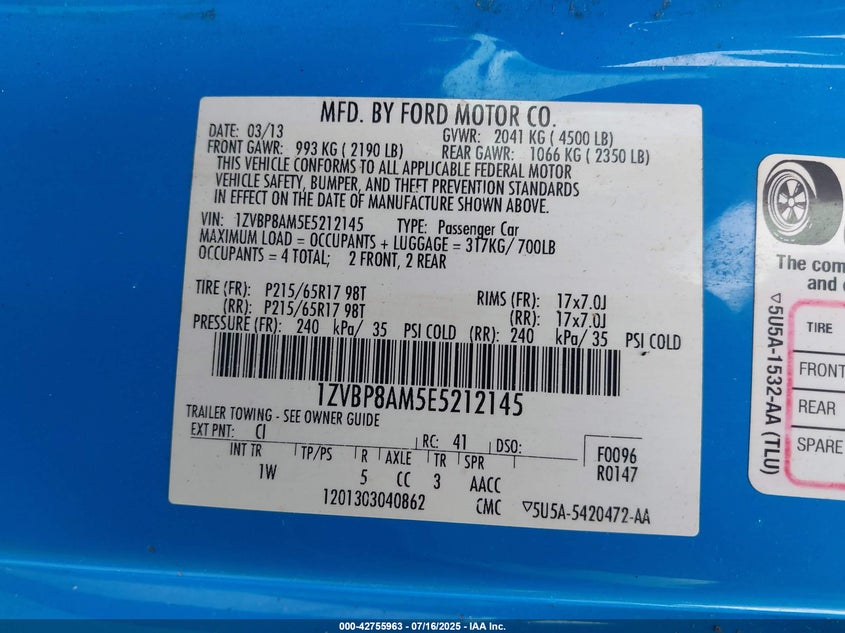 MFD. BY FORD MOTOR CO.
DATE: 03/13 GVWR: 2041 KG ( 4500 LB)
FRONT GAWR: 993 KG ( 2190 LB) REAR GAWR: 1066 KG ( 2350 LB)
THIS VEHICLE CONFORMS TO ALL APPLICABLE FEDERAL MOTOR
VEHICLE SAFETY, BUMPER, AND THEFT PREVENTION STANDARDS
IN EFFECT ON THE DATE OF MANUFACTURE SHOWN ABOVE.
VIN: 1ZVBP8AM5E5212145 TYPE: Passenger Car
MAXIMUM LOAD = OCCUPANTS + LUGGAGE = 317KG/ 700LB
OCCUPANTS = 4 TOTAL; 2 FRONT, 2 REAR
TIRE (FR): P215/65R17 98T RIMS (FR): 17x7.0J
(RR): P215/65R17 98T (RR): 17x7.0J
PRESSURE (FR): 240 kPa/ 35 PSI COLD (RR): 240 kPa/ 35 PSI COLD
1ZVBP8AM5E5212145
TRAILER TOWING - SEE OWNER GUIDE
EXT PNT: CI RC: 41 DSO: F0096
INT TR TP/PS R AXLE TR SPR R0147
1W 5 CC 3 AACC
1201303040862 CMC ▽5U5A-5420472-AA
The com
and
▽5U5A-1532-AA (TLU)
TIRE
FRONT
REAR
SPARE
000-42755963 - 07/16/2025 - IAA Inc.